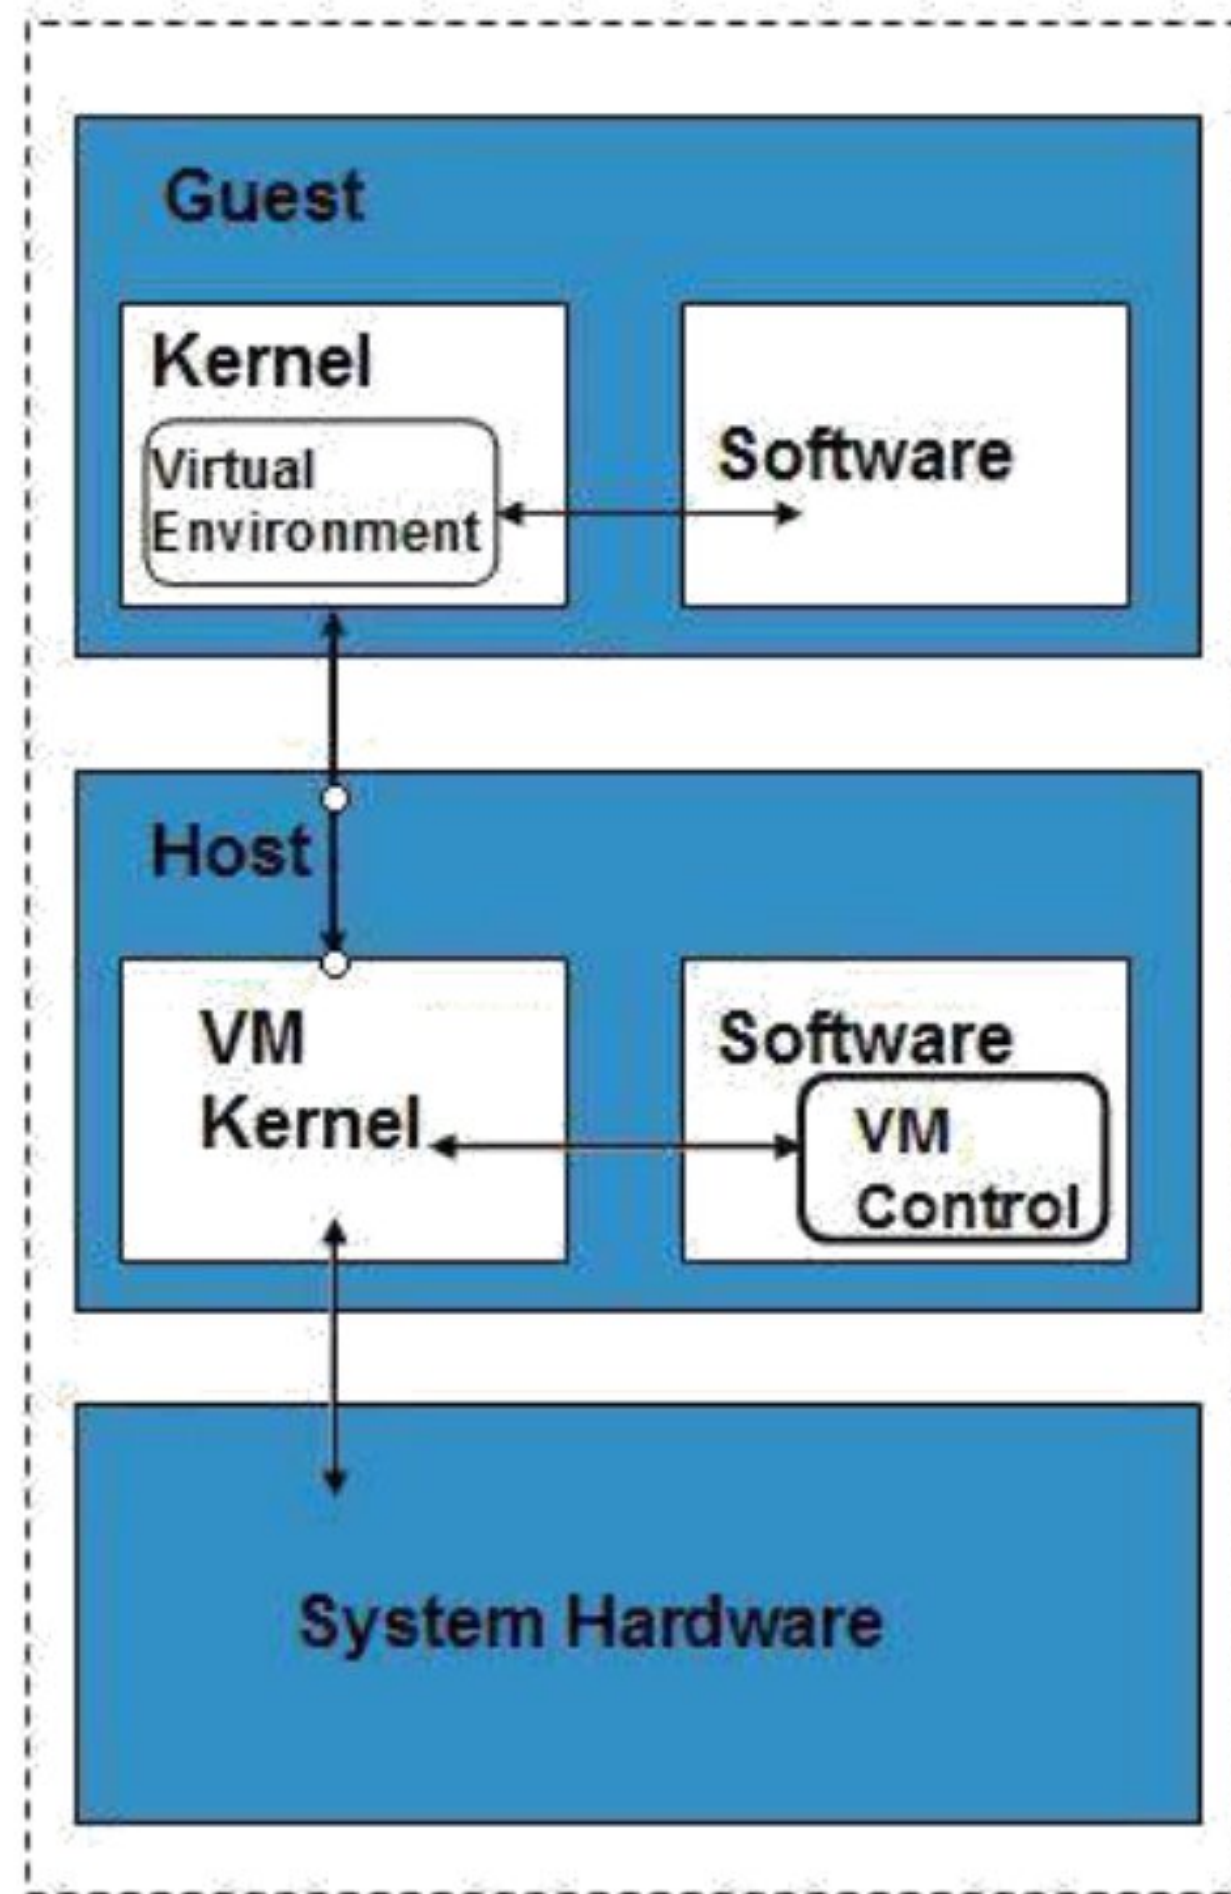 Guest
Kernel
Virtual
Environment
Software
Host
VM
Kernel
Software
VM
Control
System Hardware